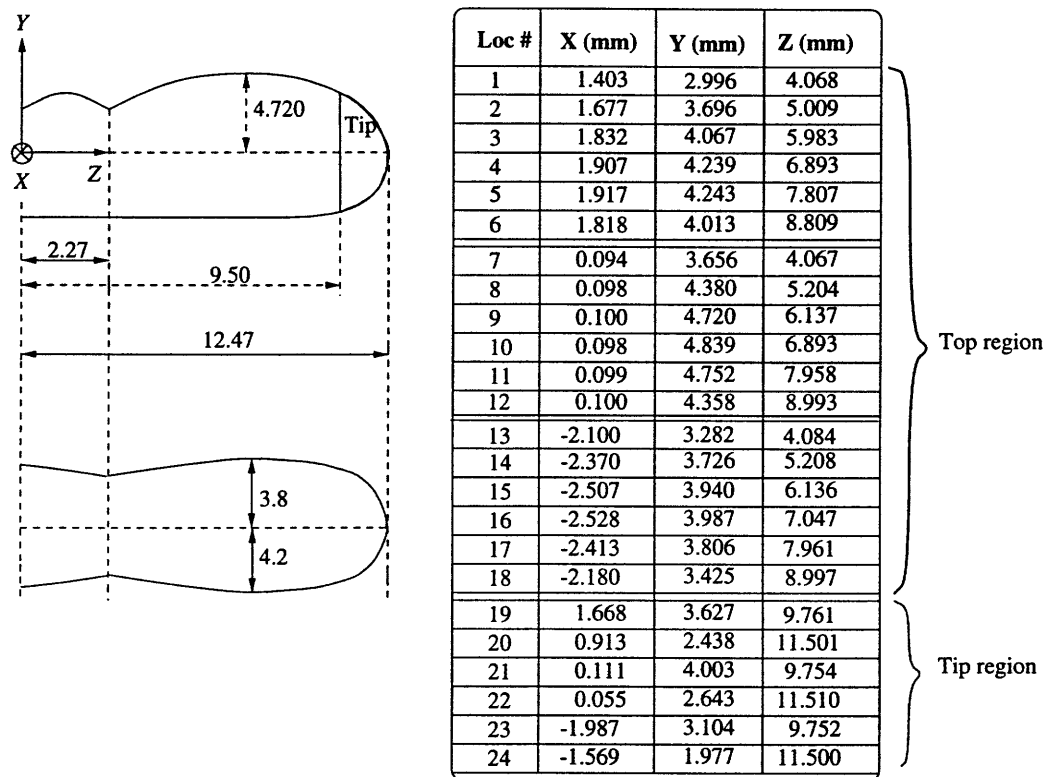 Y
4.720
Tip
X
Z
2.27
9.50
12.47
3.8
4.2
Loc # X (mm) Y (mm) Z (mm)
1 1.403 2.996 4.068
2 1.677 3.696 5.009
3 1.832 4.067 5.983
4 1.907 4.239 6.893
5 1.917 4.243 7.807
6 1.818 4.013 8.809
7 0.094 3.656 4.067
8 0.098 4.380 5.204
9 0.100 4.720 6.137
10 0.098 4.839 6.893
11 0.099 4.752 7.958
12 0.100 4.358 8.993
13 -2.100 3.282 4.084
14 -2.370 3.726 5.208
15 -2.507 3.940 6.136
16 -2.528 3.987 7.047
17 -2.413 3.806 7.961
18 -2.180 3.425 8.997
19 1.668 3.627 9.761
20 0.913 2.438 11.501
21 0.111 4.003 9.754
22 0.055 2.643 11.510
23 -1.987 3.104 9.752
24 -1.569 1.977 11.500
Top region
Tip region